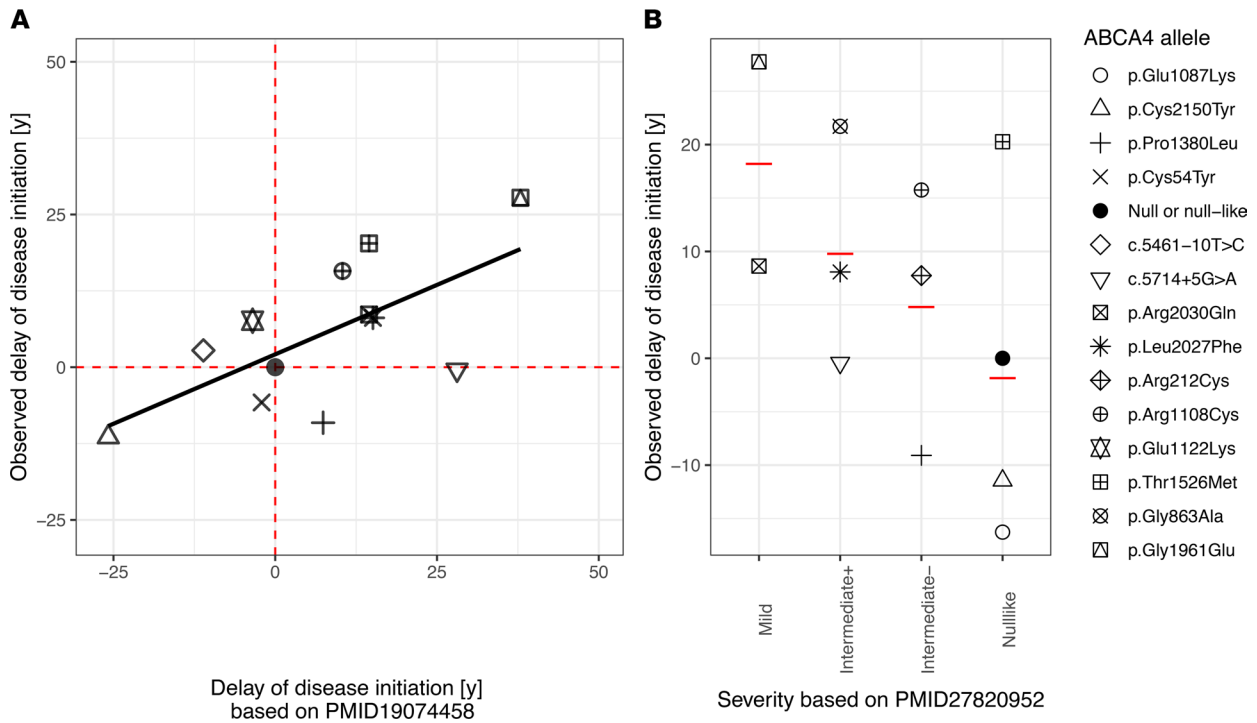 A
Observed delay of disease initiation [y]
50
25
0
−25
−25
0
25
50
Delay of disease initiation [y]
based on PMID19074458
B
Observed delay of disease initiation [y]
20
10
0
−10
Mild
Intermediate+
Intermediate−
Nulllike
Severity based on PMID27820952
ABCA4 allele
p.Glu1087Lys
p.Cys2150Tyr
p.Pro1380Leu
p.Cys54Tyr
Null or null−like
c.5461−10T>C
c.5714+5G>A
p.Arg2030Gln
p.Leu2027Phe
p.Arg212Cys
p.Arg1108Cys
p.Glu1122Lys
p.Thr1526Met
p.Gly863Ala
p.Gly1961Glu